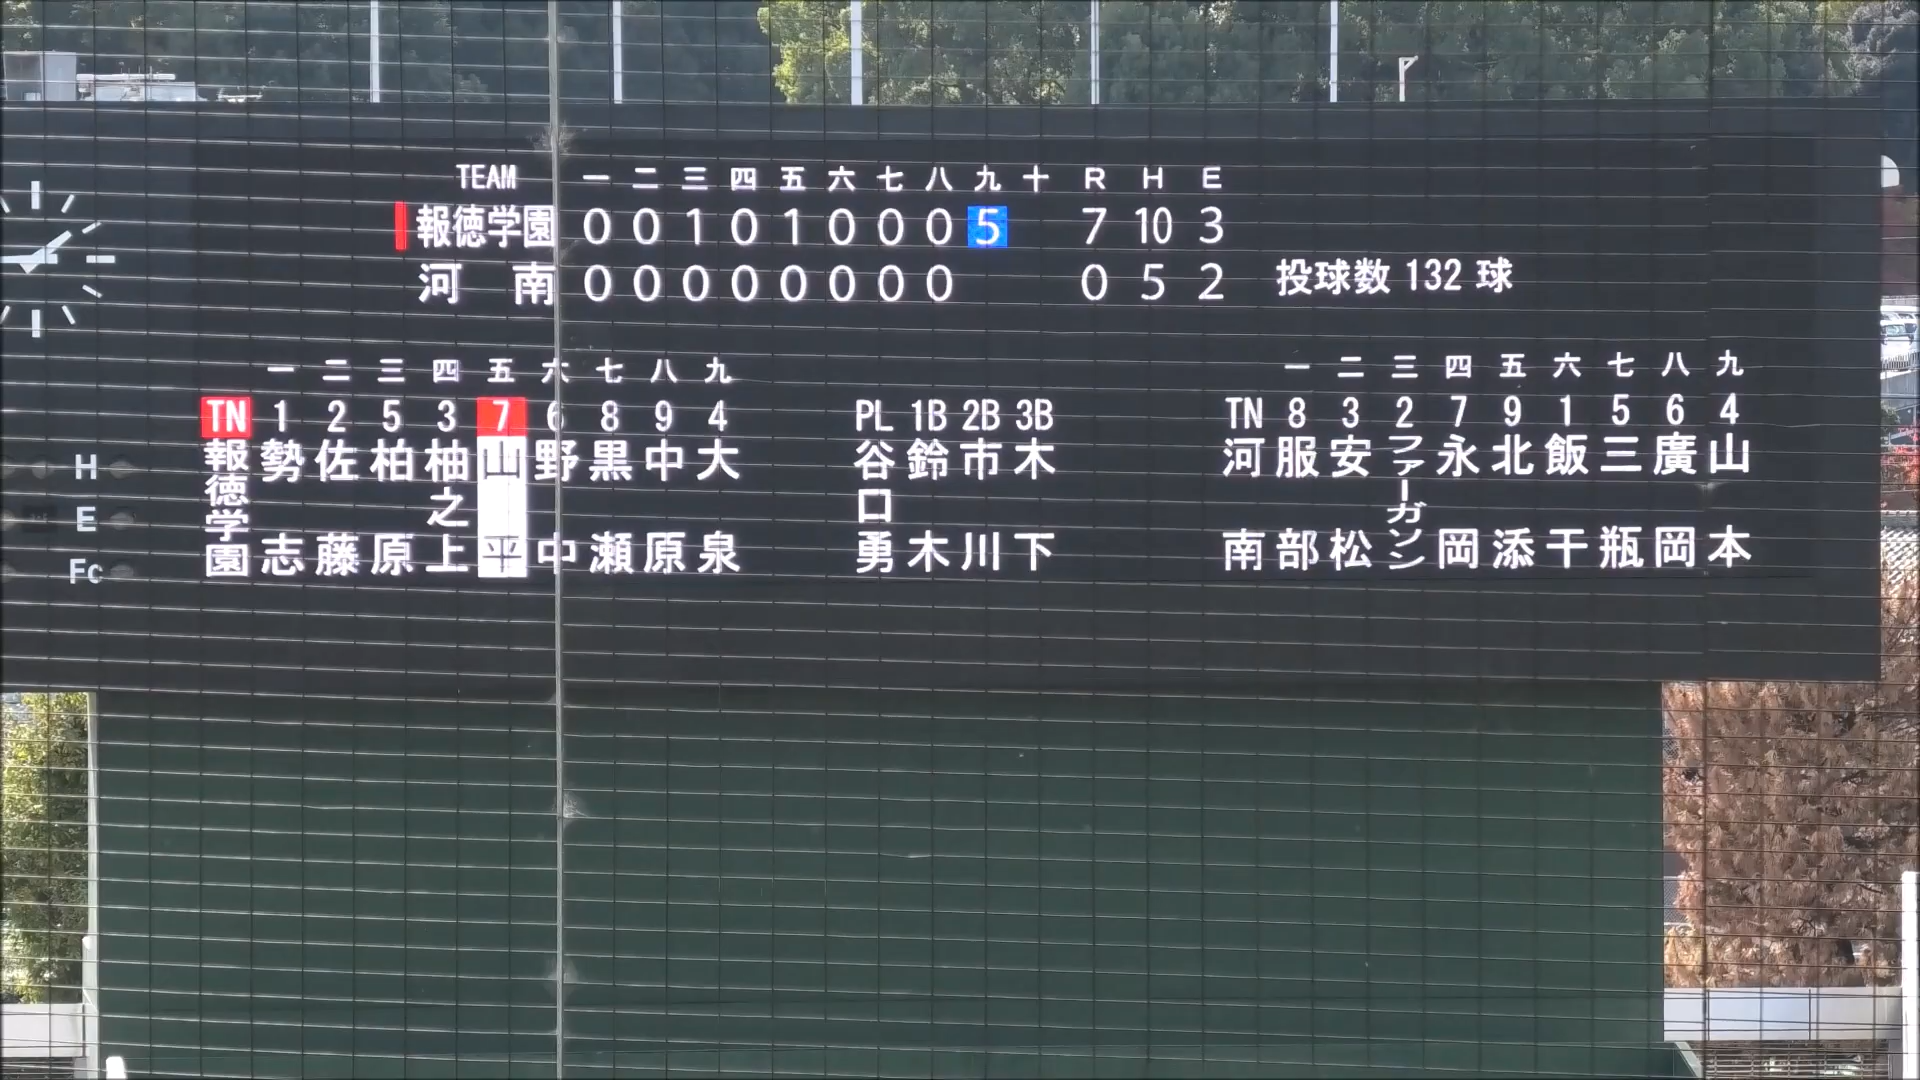 TEAM 一 二 三 四 五 六 七 八 九 十 R H E
報徳学園 0 0 1 0 1 0 0 0 5 7 10 3
河南 0 0 0 0 0 0 0 0 0 5 2 投球数 132 球
一 二 三 四 五 六 七 八 九
TN 1 2 5 3 7 6 8 9 4
報徳学園 勢志 佐藤 柏原 柚之上 山平 野中 黒瀬 中原 大泉
PL 1B 2B 3B
谷口勇 鈴木 市川 木下
一 二 三 四 五 六 七 八 九
TN 8 3 2 7 9 1 5 6 4
河南 服部 安松 ファーガソン 永岡 北添 飯干 三瓶 廣岡 山本
H
E
Fc